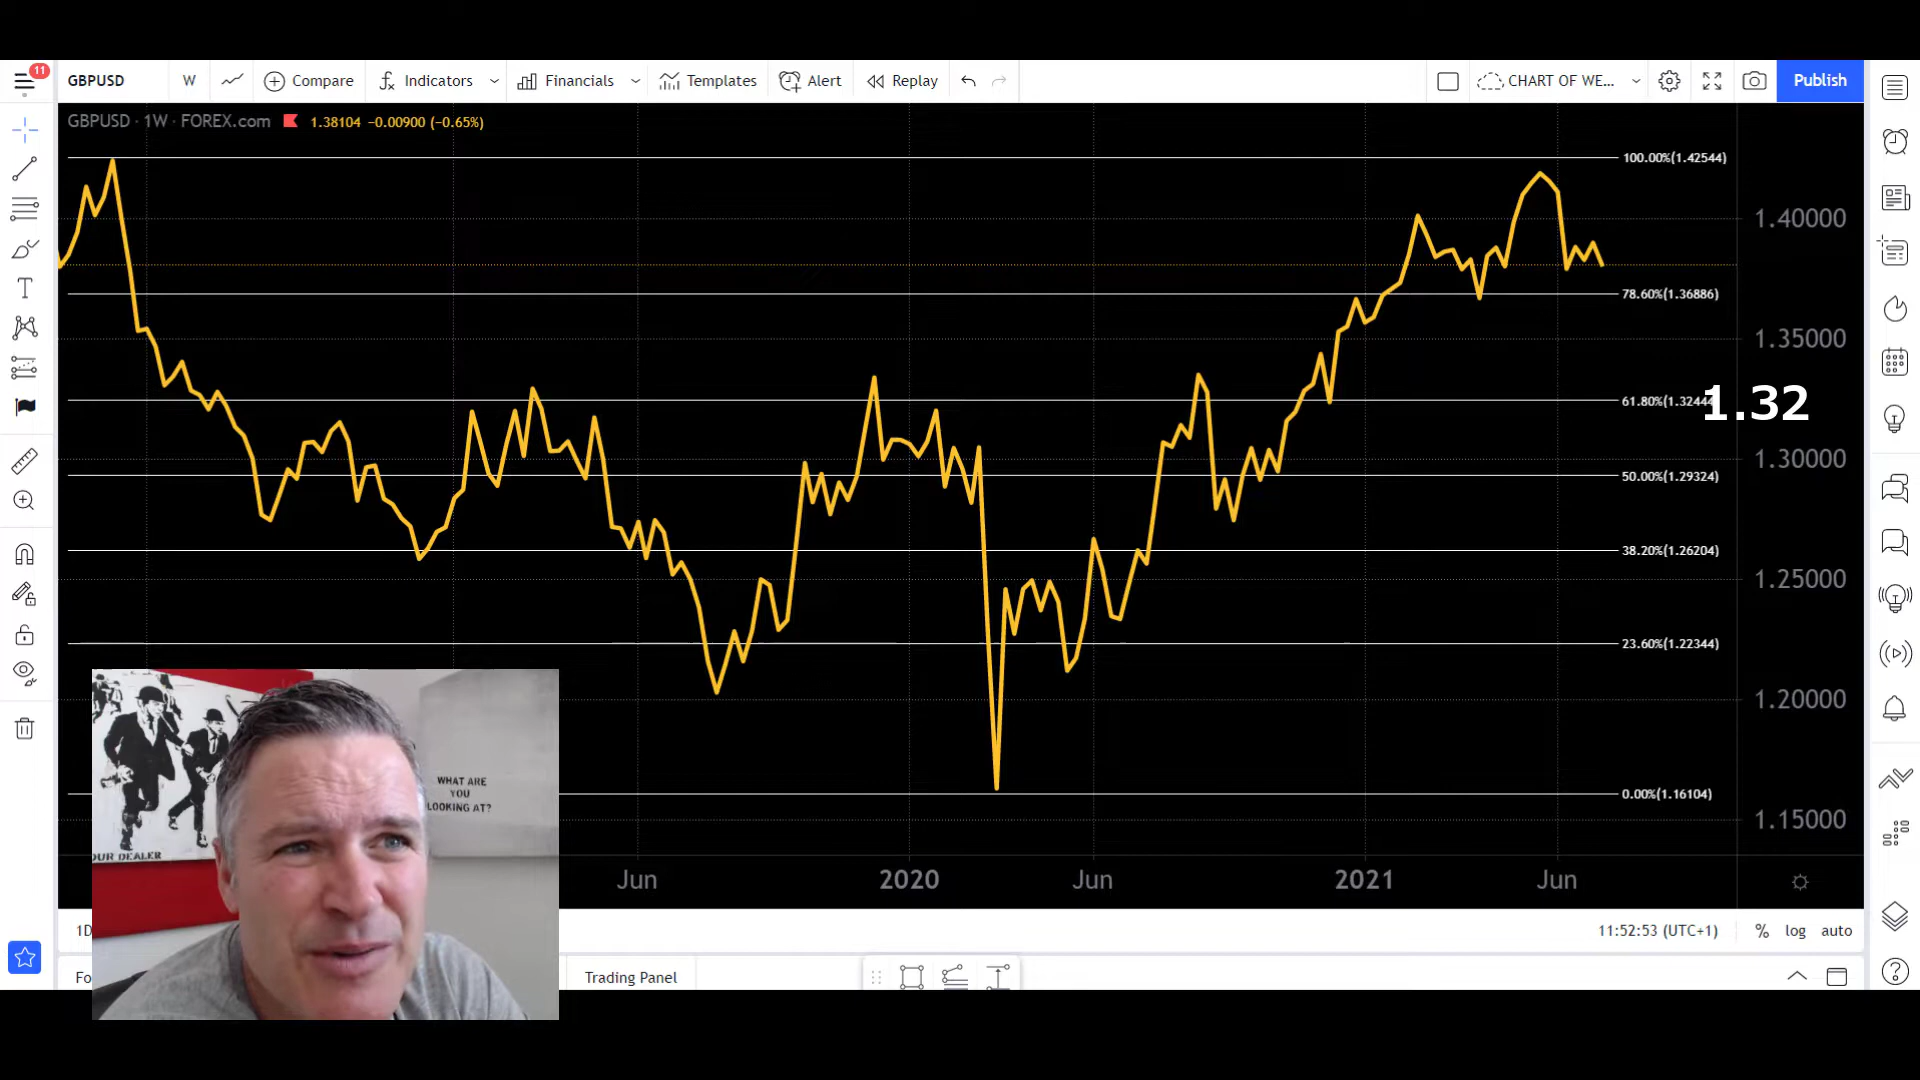 11
GBPUSD W Compare Indicators Financials Templates Alert Replay CHART OF WE... Publish
GBPUSD · 1W · FOREX.com 1.38104 −0.00900 (−0.65%)
100.00%(1.42544)
1.40000
78.60%(1.36886)
1.35000
61.80%(1.32444
1.32
1.30000
50.00%(1.29324)
38.20%(1.26204)
1.25000
23.60%(1.22344)
1.20000
WHAT ARE
YOU
LOOKING AT?
0.00%(1.16104)
1.15000
OUR DEALER
Jun 2020 Jun 2021 Jun
1D 11:52:53 (UTC+1) % log auto
Fo Trading Panel